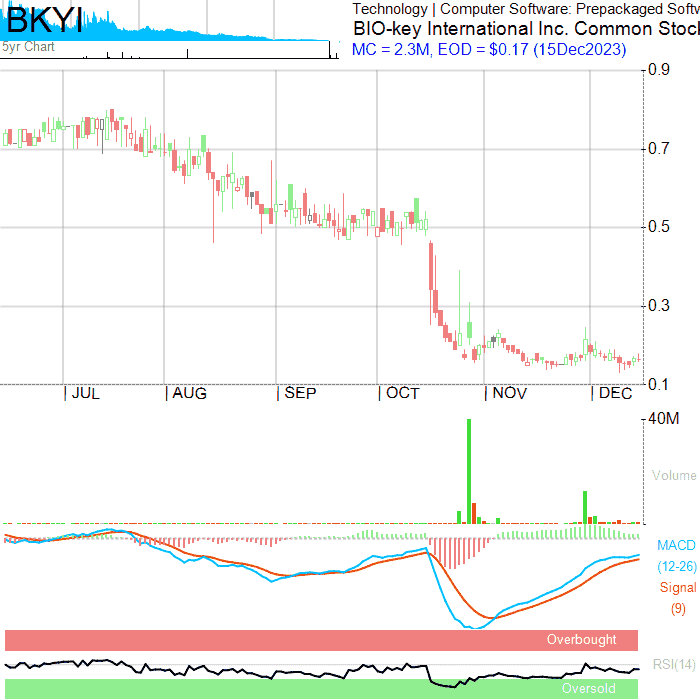 BKYI
5yr Chart
Technology | Computer Software: Prepackaged Softw
BIO-key International Inc. Common Stoc
MC = 2.3M, EOD = $0.17 (15Dec2023)
0.9
0.7
0.5
0.3
0.1
JUL AUG SEP OCT NOV DEC
40M
Volume
MACD
(12-26)
Signal
(9)
Overbought
RSI(14)
Oversold